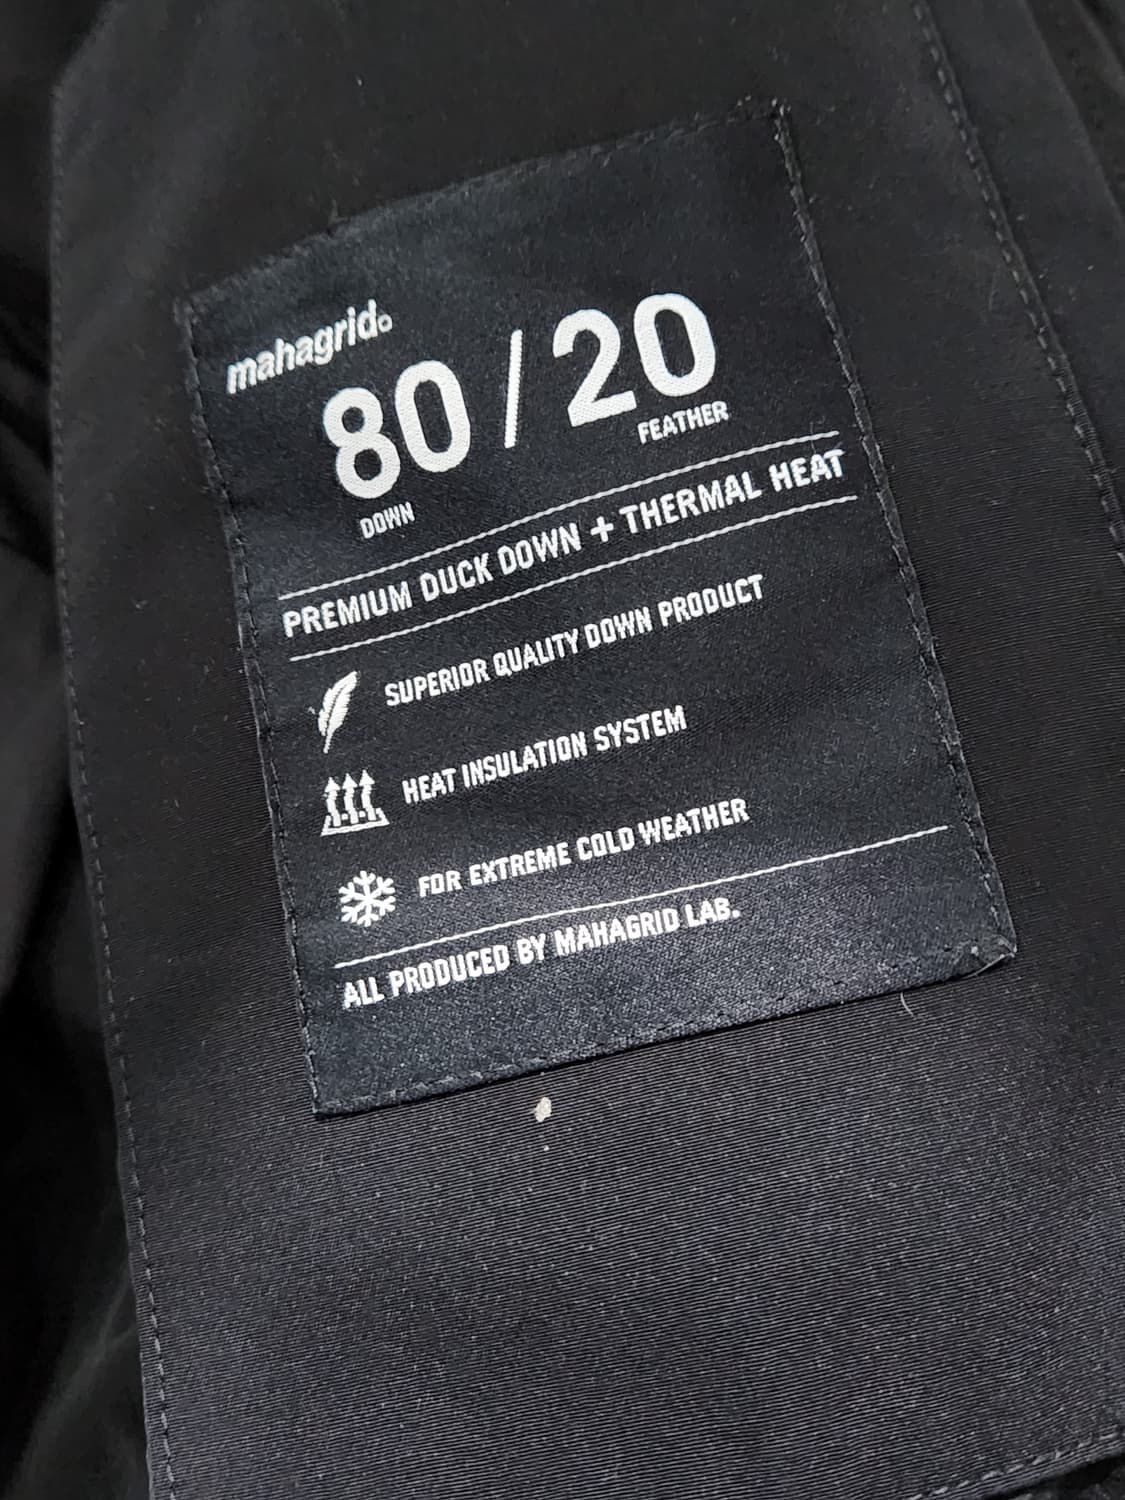 mahagrid
80 / 20
DOWN
FEATHER
PREMIUM DUCK DOWN + THERMAL HEAT
SUPERIOR QUALITY DOWN PRODUCT
HEAT INSULATION SYSTEM
FOR EXTREME COLD WEATHER
ALL PRODUCED BY MAHAGRID LAB.